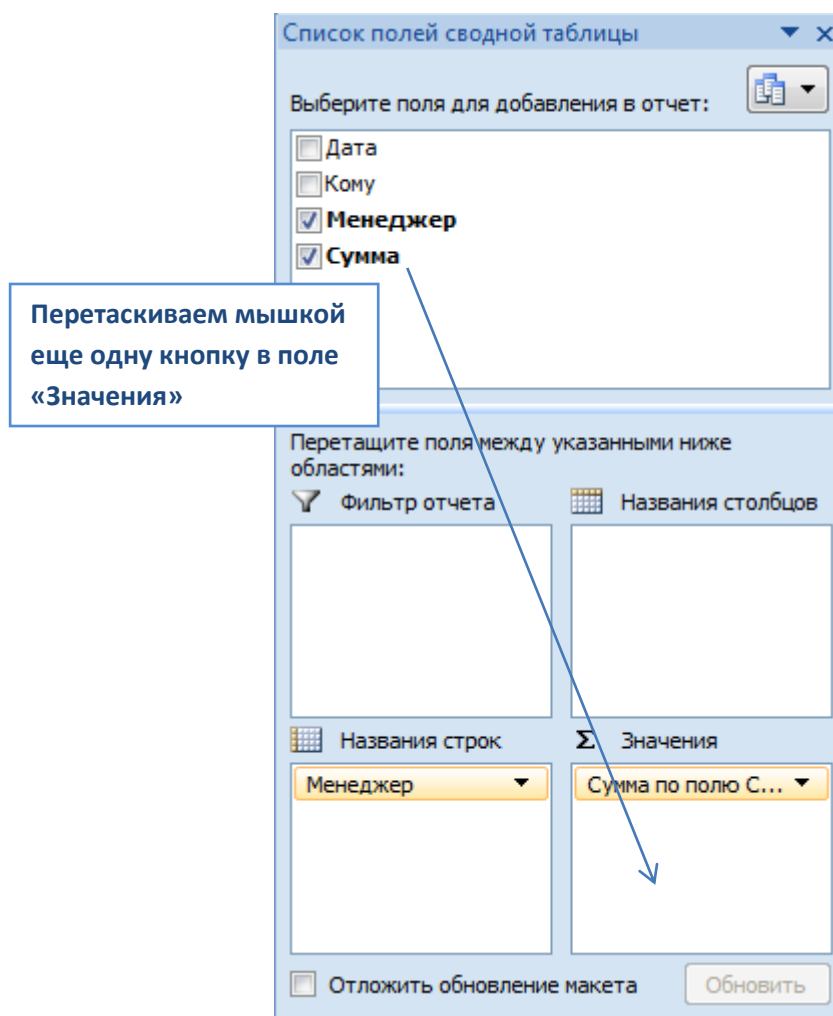 Список полей сводной таблицы
Выберите поля для добавления в отчет:
Дата
Кому
Менеджер
Сумма
Перетаскиваем мышкой
еще одну кнопку в поле
«Значения»
Перетащите поля между указанными ниже
областями:
Фильтр отчета
Названия столбцов
Названия строк
Σ Значения
Менеджер
Сумма по полю С...
Отложить обновление макета
Обновить